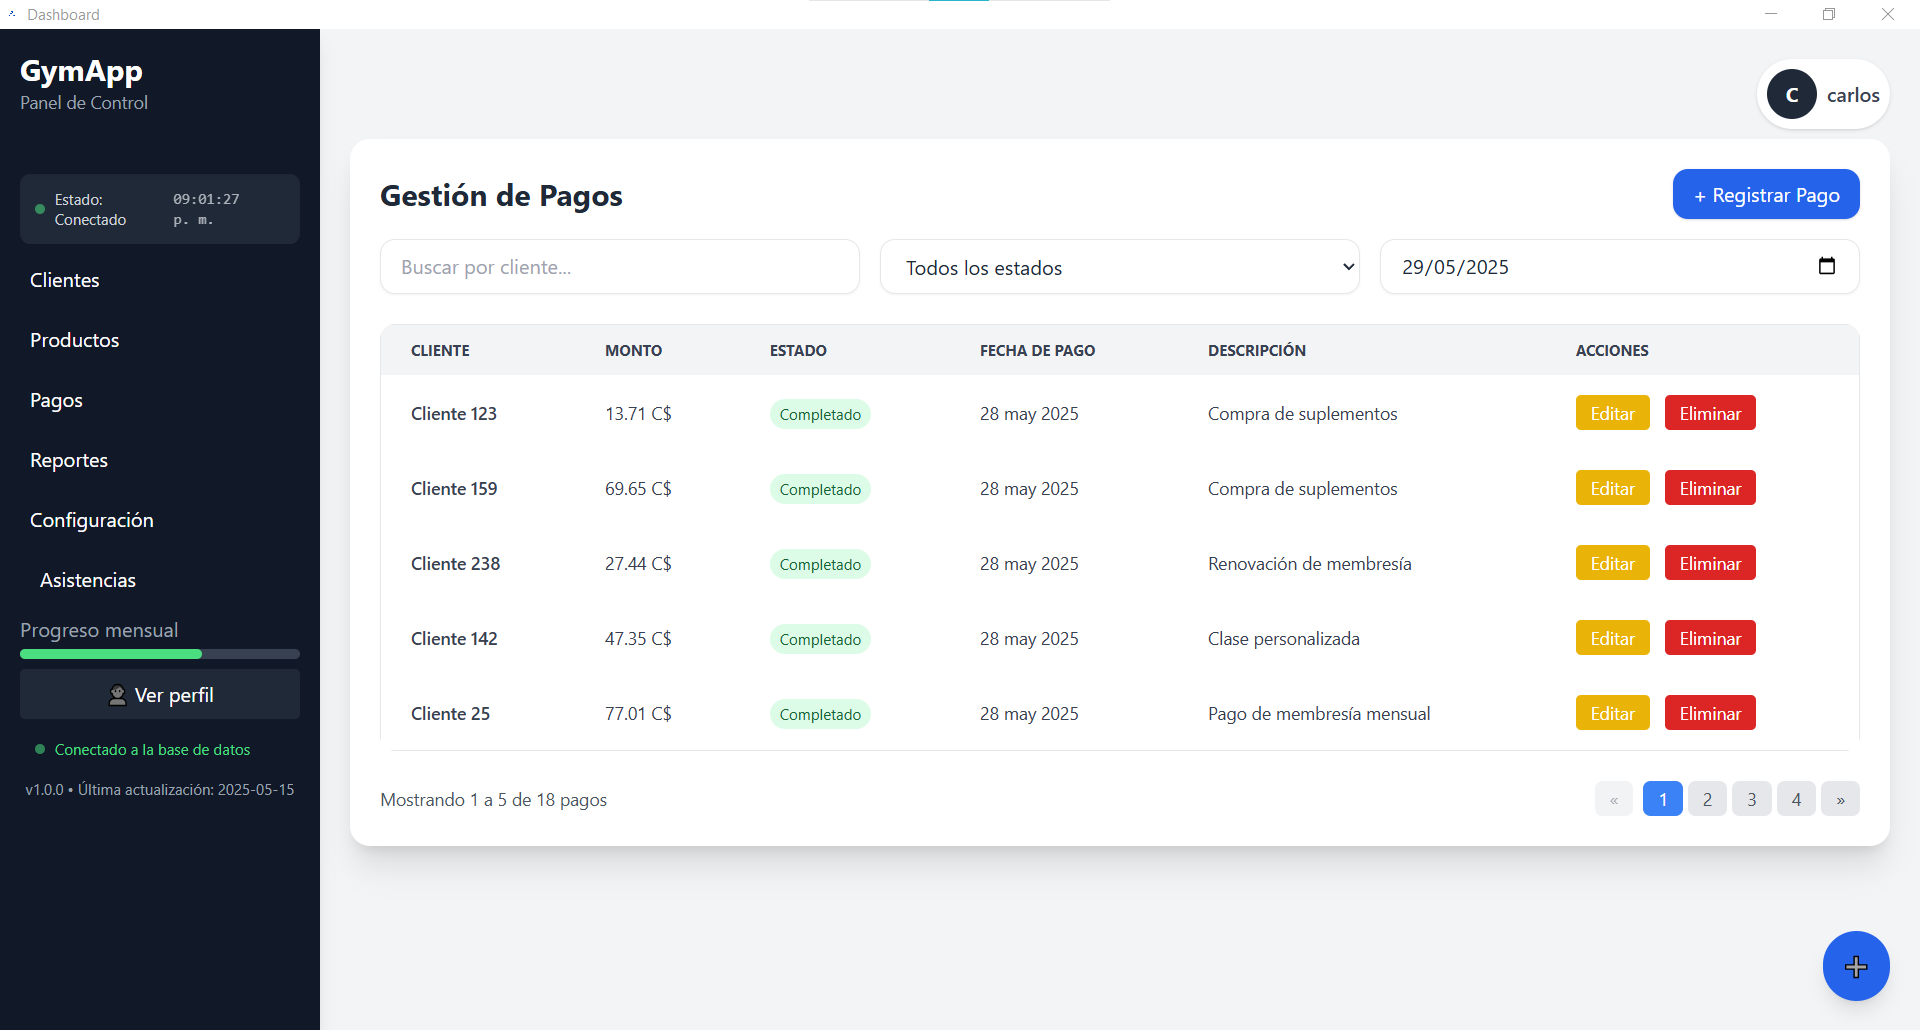 Dashboard
GymApp
Panel de Control
Estado: 09:01:27
Conectado p. m.
Clientes
Productos
Pagos
Reportes
Configuración
Asistencias
Progreso mensual
Ver perfil
Conectado a la base de datos
v1.0.0 • Última actualización: 2025-05-15
C carlos
Gestión de Pagos
+ Registrar Pago
Buscar por cliente...
Todos los estados
29/05/2025
CLIENTE MONTO ESTADO FECHA DE PAGO DESCRIPCIÓN ACCIONES
Cliente 123 13.71 C$ Completado 28 may 2025 Compra de suplementos Editar Eliminar
Cliente 159 69.65 C$ Completado 28 may 2025 Compra de suplementos Editar Eliminar
Cliente 238 27.44 C$ Completado 28 may 2025 Renovación de membresía Editar Eliminar
Cliente 142 47.35 C$ Completado 28 may 2025 Clase personalizada Editar Eliminar
Cliente 25 77.01 C$ Completado 28 may 2025 Pago de membresía mensual Editar Eliminar
Mostrando 1 a 5 de 18 pagos
« 1 2 3 4 »